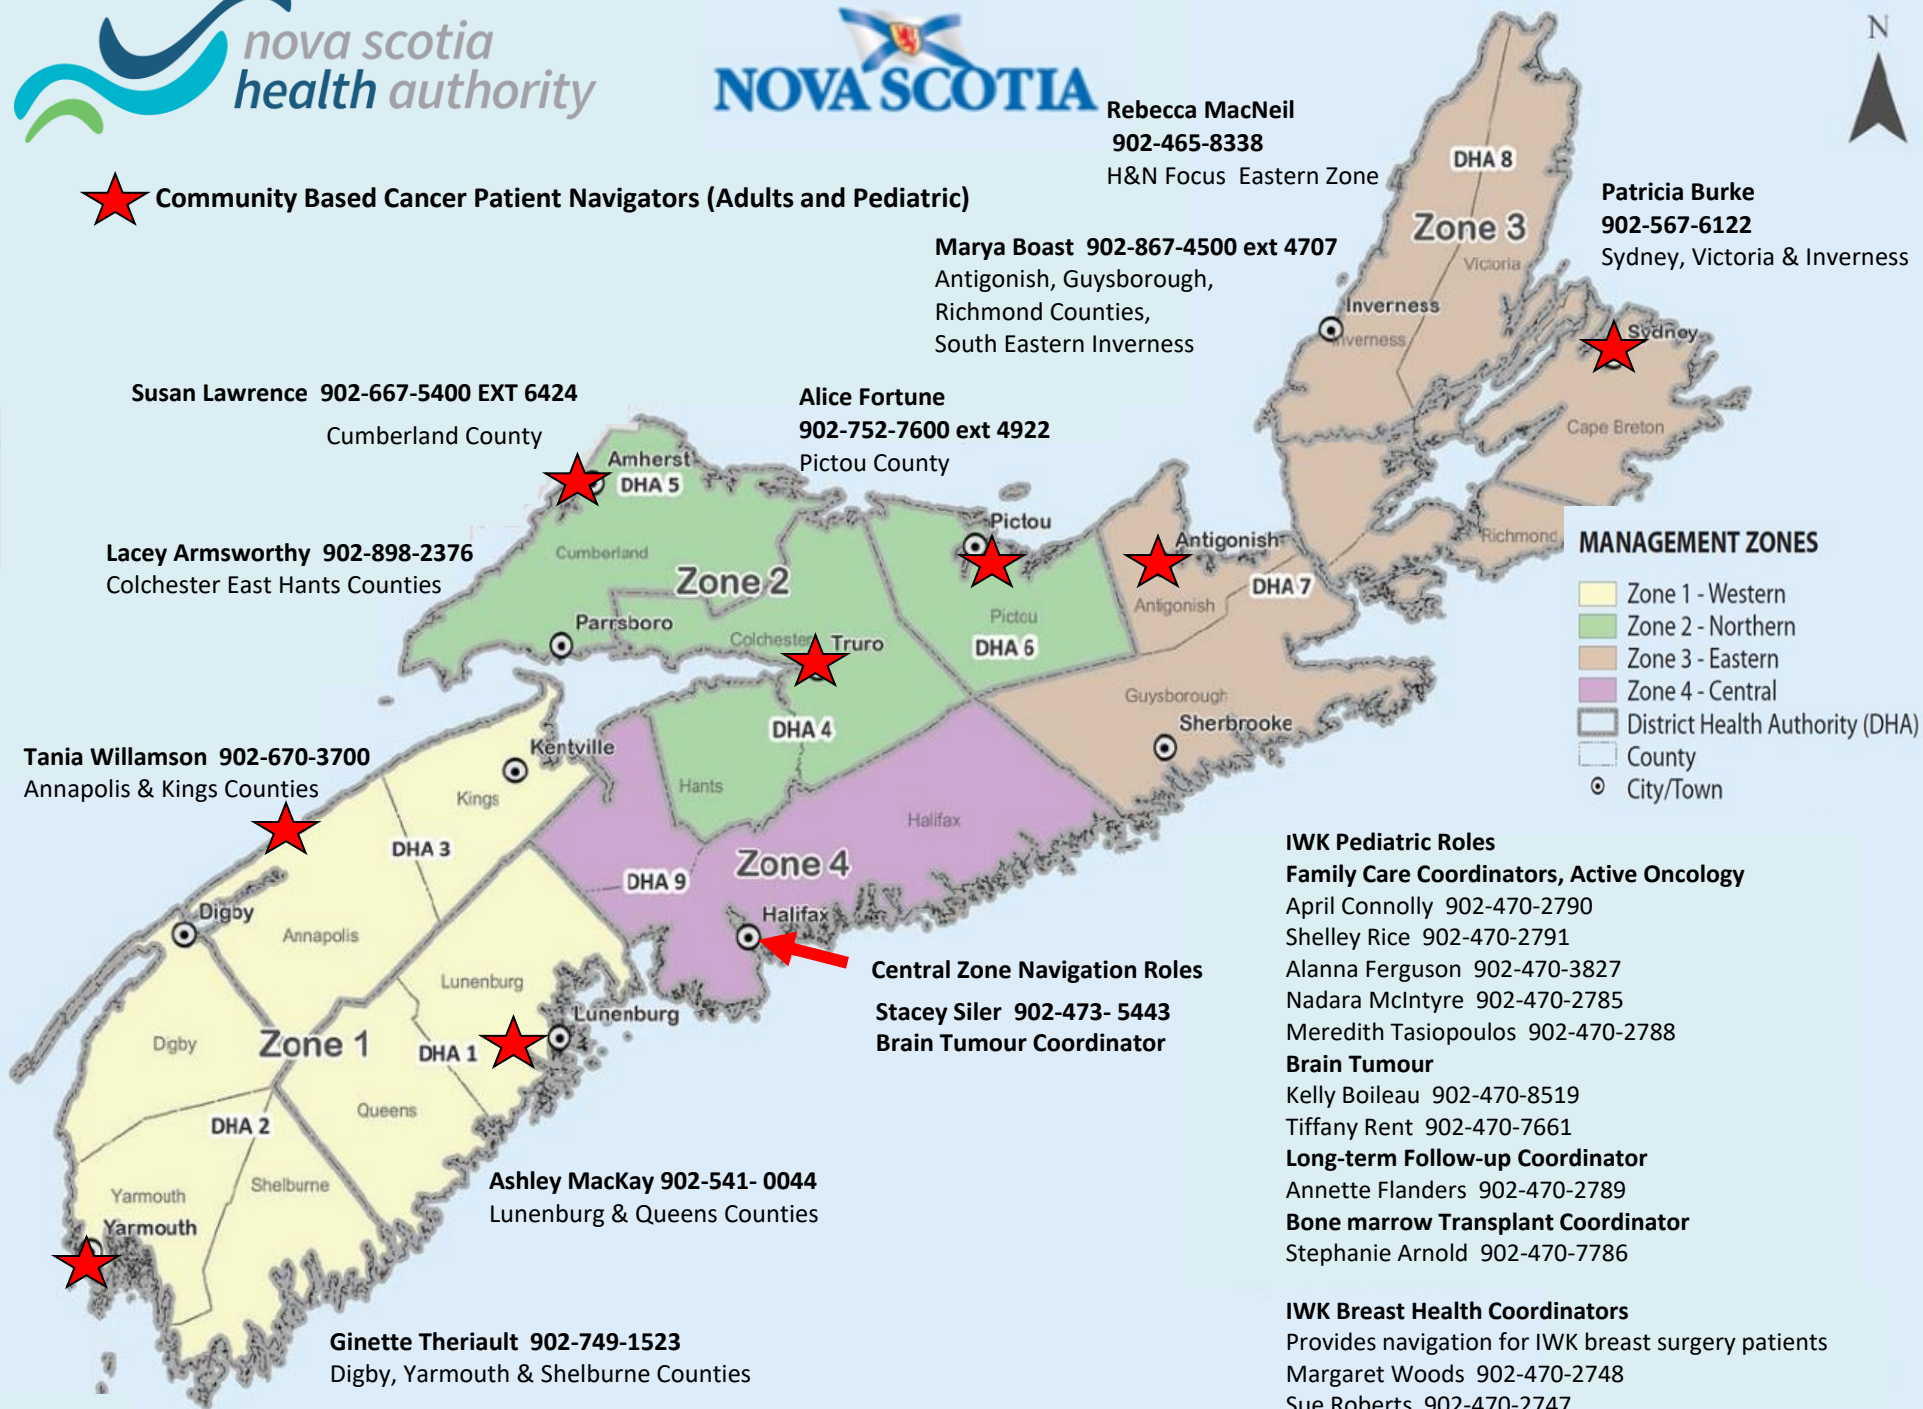 nova scotia
health authority
NOVA SCOTIA
N
Community Based Cancer Patient Navigators (Adults and Pediatric)
Rebecca MacNeil
902-465-8338
H&N Focus Eastern Zone
Patricia Burke
902-567-6122
Sydney, Victoria & Inverness
Marya Boast 902-867-4500 ext 4707
Antigonish, Guysborough,
Richmond Counties,
South Eastern Inverness
Susan Lawrence 902-667-5400 EXT 6424
Cumberland County
Alice Fortune
902-752-7600 ext 4922
Pictou County
Lacey Armsworthy 902-898-2376
Colchester East Hants Counties
Tania Willamson 902-670-3700
Annapolis & Kings Counties
DHA 8
Zone 3
Victoria
Inverness
Inverness
Sydney
Cape Breton
Richmond
Amherst
DHA 5
Cumberland
Zone 2
Parrsboro
Colchester
Truro
Pictou
Pictou
DHA 6
Antigonish
Antigonish
DHA 7
Guysborough
Sherbrooke
DHA 4
Hants
Kentville
Kings
DHA 3
Halifax
Zone 4
DHA 9
Halifax
Digby
Annapolis
Lunenburg
Lunenburg
Digby
Zone 1
DHA 1
Queens
DHA 2
Shelburne
Yarmouth
Yarmouth
MANAGEMENT ZONES
Zone 1 - Western
Zone 2 - Northern
Zone 3 - Eastern
Zone 4 - Central
District Health Authority (DHA)
County
City/Town
Central Zone Navigation Roles
Stacey Siler 902-473- 5443
Brain Tumour Coordinator
Ashley MacKay 902-541- 0044
Lunenburg & Queens Counties
Ginette Theriault 902-749-1523
Digby, Yarmouth & Shelburne Counties
IWK Pediatric Roles
Family Care Coordinators, Active Oncology
April Connolly 902-470-2790
Shelley Rice 902-470-2791
Alanna Ferguson 902-470-3827
Nadara McIntyre 902-470-2785
Meredith Tasiopoulos 902-470-2788
Brain Tumour
Kelly Boileau 902-470-8519
Tiffany Rent 902-470-7661
Long-term Follow-up Coordinator
Annette Flanders 902-470-2789
Bone marrow Transplant Coordinator
Stephanie Arnold 902-470-7786
IWK Breast Health Coordinators
Provides navigation for IWK breast surgery patients
Margaret Woods 902-470-2748
Sue Roberts 902-470-2747